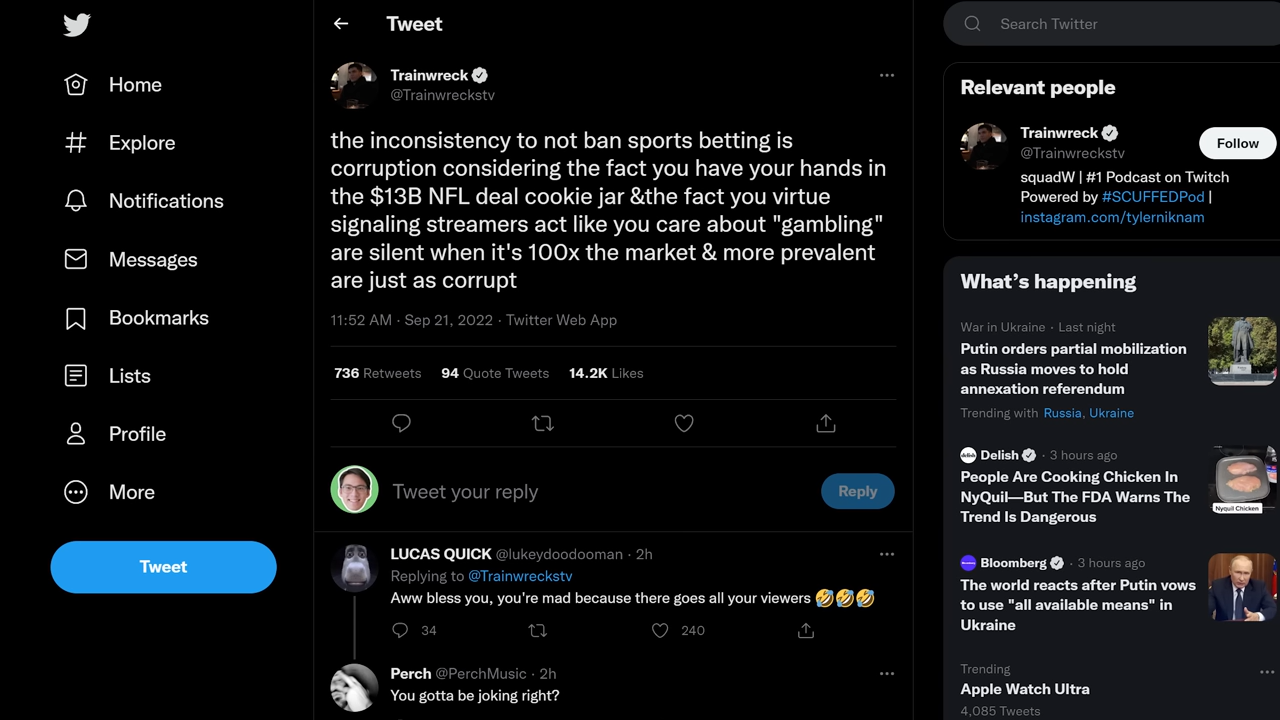 Home
Explore
Notifications
Messages
Bookmarks
Lists
Profile
More
Tweet
Tweet
Trainwreck
@Trainwreckstv
the inconsistency to not ban sports betting is
corruption considering the fact you have your hands in
the $13B NFL deal cookie jar &the fact you virtue
signaling streamers act like you care about "gambling"
are silent when it's 100x the market & more prevalent
are just as corrupt
11:52 AM · Sep 21, 2022 · Twitter Web App
736 Retweets 94 Quote Tweets 14.2K Likes
Tweet your reply
Reply
LUCAS QUICK @lukeydoodooman · 2h
Replying to @Trainwreckstv
Aww bless you, you're mad because there goes all your viewers 🤣🤣🤣
34 240
Perch @PerchMusic · 2h
You gotta be joking right?
Search Twitter
Relevant people
Trainwreck
@Trainwreckstv
Follow
squadW | #1 Podcast on Twitch
Powered by #SCUFFEDPod |
instagram.com/tylerniknam
What's happening
War in Ukraine · Last night
Putin orders partial mobilization
as Russia moves to hold
annexation referendum
Trending with Russia, Ukraine
delish Delish · 3 hours ago
People Are Cooking Chicken In
NyQuil—But The FDA Warns The
Trend Is Dangerous
Nyquil Chicken
Bloomberg · 3 hours ago
The world reacts after Putin vows
to use "all available means" in
Ukraine
Trending
Apple Watch Ultra
4,085 Tweets